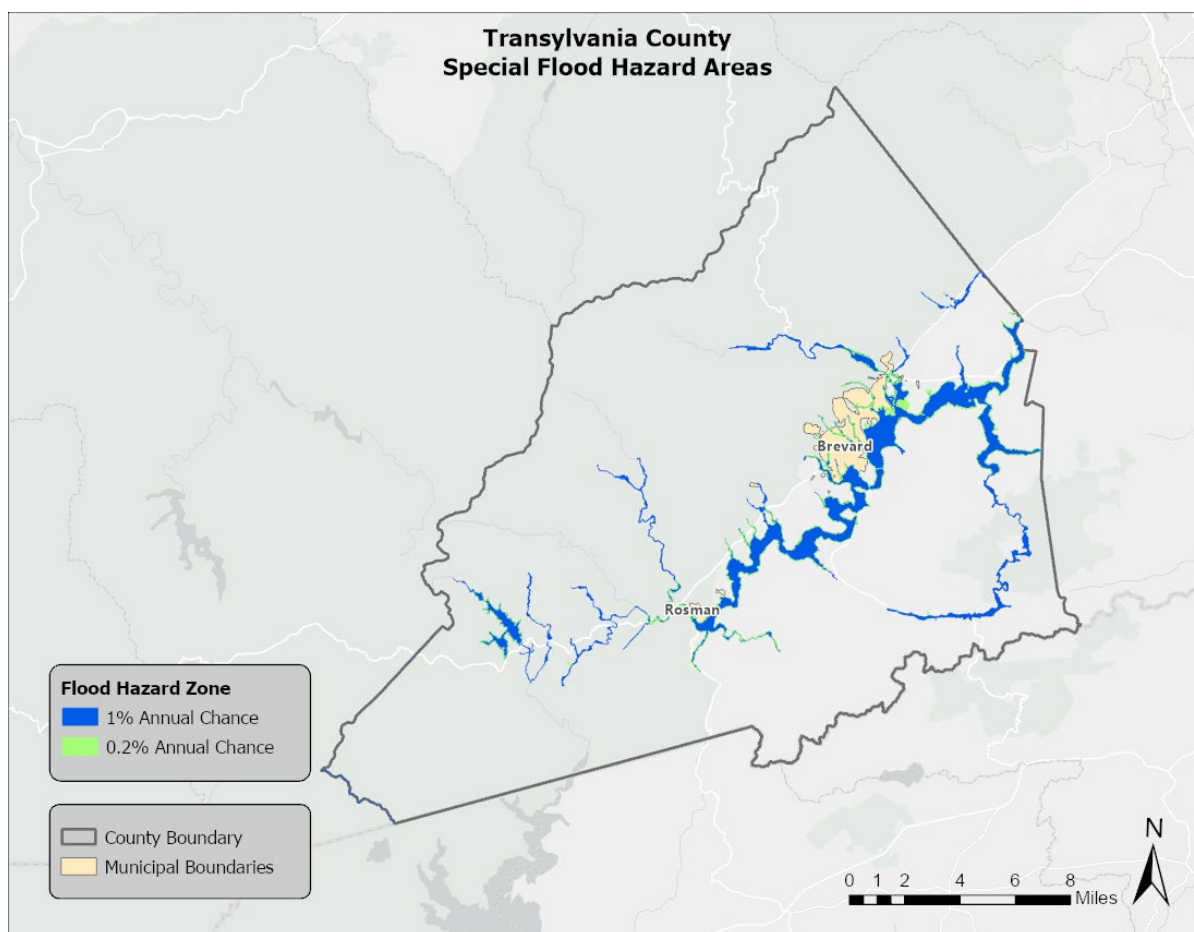 Transylvania County
Special Flood Hazard Areas
Brevard
Rosman
Flood Hazard Zone
1% Annual Chance
0.2% Annual Chance
County Boundary
Municipal Boundaries
N
0 1 2 4 6 8
Miles